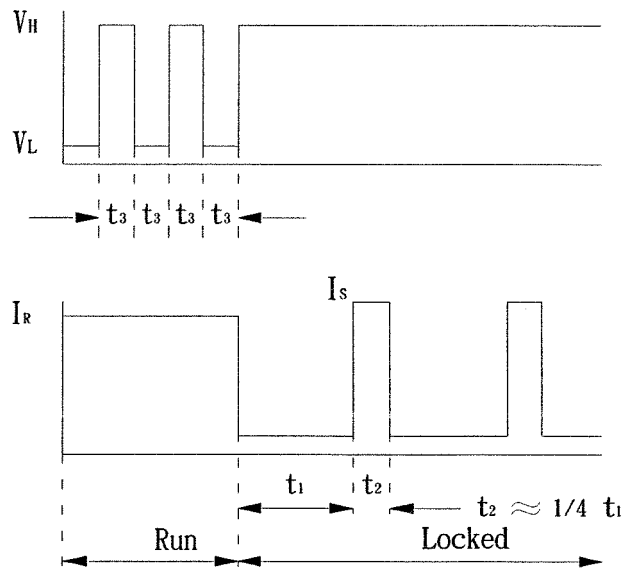 VH
VL
t3 t3 t3 t3
IS
IR
t1 t2 t2 ≈ 1/4 t1
Run Locked